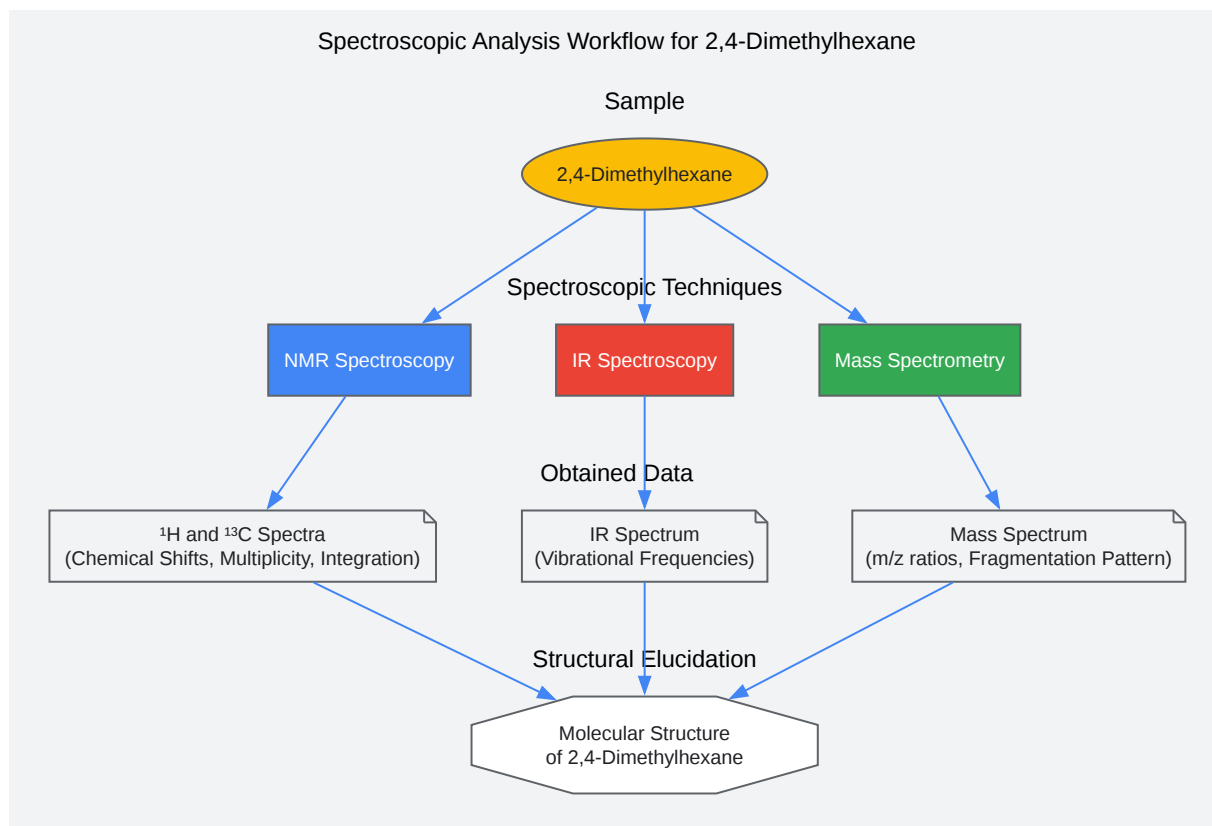 Spectroscopic Analysis Workflow for 2,4-Dimethylhexane
Sample
2,4-Dimethylhexane
Spectroscopic Techniques
NMR Spectroscopy
IR Spectroscopy
Mass Spectrometry
Obtained Data
¹H and ¹³C Spectra
(Chemical Shifts, Multiplicity, Integration)
IR Spectrum
(Vibrational Frequencies)
Mass Spectrum
(m/z ratios, Fragmentation Pattern)
Structural Elucidation
Molecular Structure
of 2,4-Dimethylhexane